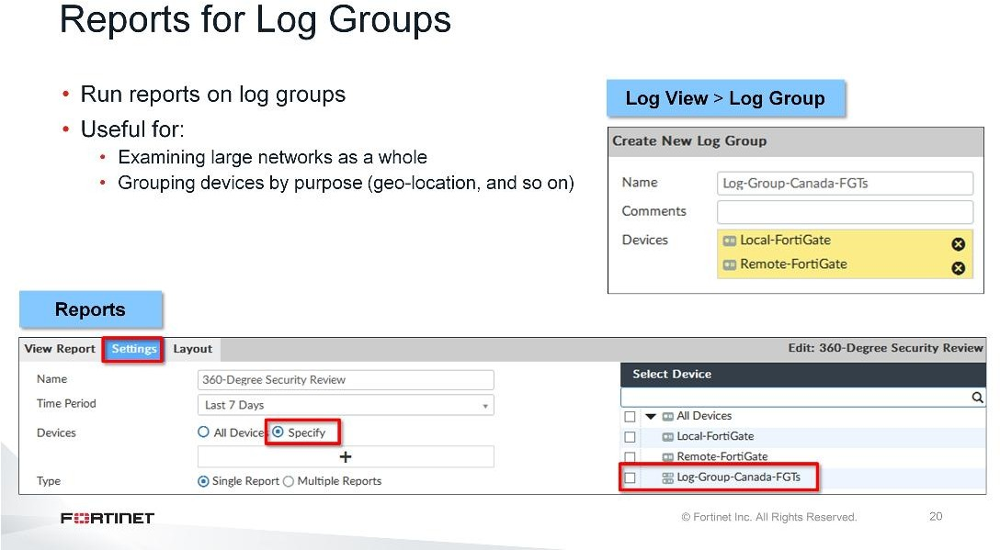 Reports for Log Groups
• Run reports on log groups
• Useful for:
• Examining large networks as a whole
• Grouping devices by purpose (geo-location, and so on)
Log View > Log Group
Create New Log Group
Name Log-Group-Canada-FGTs
Comments
Devices Local-FortiGate
Remote-FortiGate
Reports
View Report Settings Layout Edit: 360-Degree Security Review
Name 360-Degree Security Review
Time Period Last 7 Days
Devices All Devices Specify
+
Type Single Report Multiple Reports
Select Device
All Devices
Local-FortiGate
Remote-FortiGate
Log-Group-Canada-FGTs
FORTINET
© Fortinet Inc. All Rights Reserved.
20